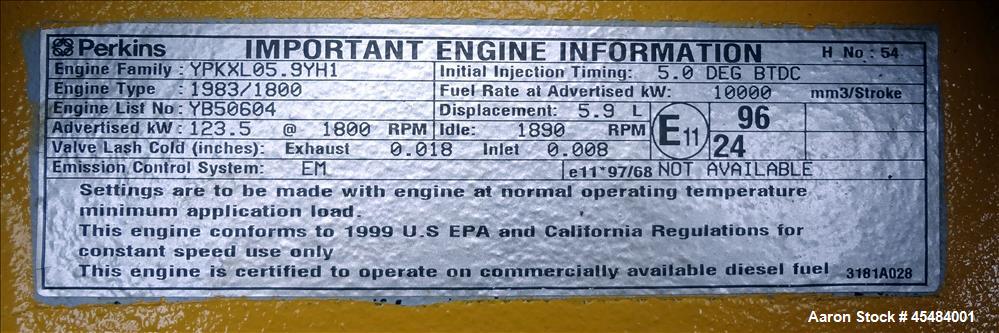 Perkins IMPORTANT ENGINE INFORMATION H No : 54
Engine Family : YPKXL05.9YH1 Initial Injection Timing: 5.0 DEG BTDC
Engine Type : 1983/1800 Fuel Rate at Advertised kW: 10000 mm3/Stroke
Engine List No : YB50604 Displacement: 5.9 L
Advertised kW : 123.5 @ 1800 RPM Idle: 1890 RPM E11 96
Valve Lash Cold (inches): Exhaust 0.018 Inlet 0.008 24
Emission Control System: EM e11*97/68 NOT AVAILABLE
Settings are to be made with engine at normal operating temperature
minimum application load.
This engine conforms to 1999 U.S EPA and California Regulations for
constant speed use only
This engine is certified to operate on commercially available diesel fuel 3181A028
Aaron Stock # 45484001